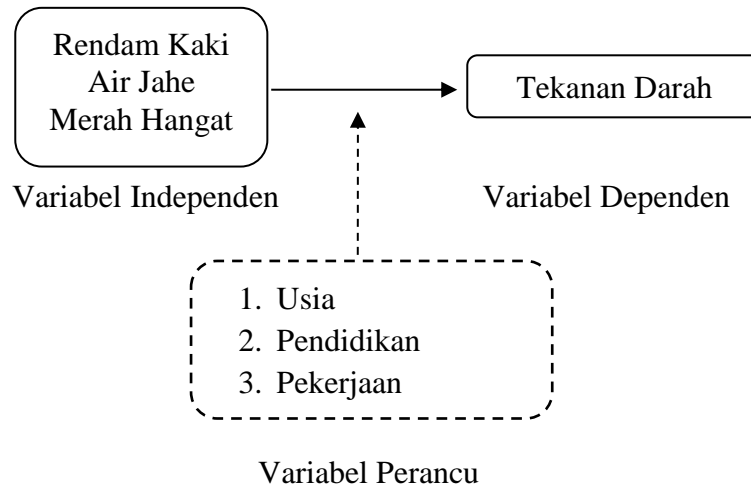 Rendam Kaki
Air Jahe
Merah Hangat
Tekanan Darah
Variabel Independen
Variabel Dependen
1. Usia
2. Pendidikan
3. Pekerjaan
Variabel Perancu